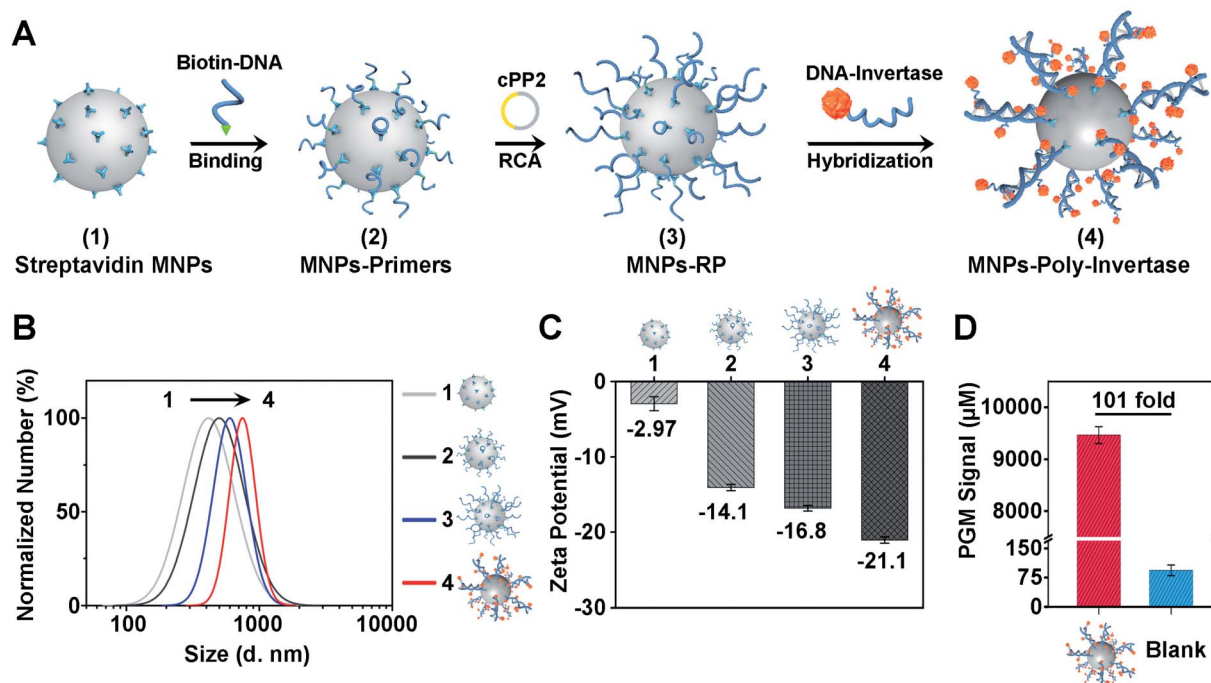 A
Biotin-DNA
Binding
cPP2
RCA
DNA-Invertase
Hybridization
(1)
Streptavidin MNPs
(2)
MNPs-Primers
(3)
MNPs-RP
(4)
MNPs-Poly-Invertase
B
Normalized Number (%)
100
50
0
1 4
100 1000 10000
Size (d. nm)
1
2
3
4
C
1 2 3 4
Zeta Potential (mV)
0
-10
-20
-30
-2.97
-14.1
-16.8
-21.1
D
PGM Signal (µM)
10000
9000
8000
150
75
0
101 fold
Blank